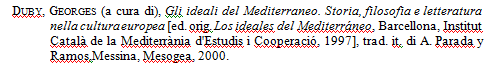 DUBY, GEORGES (a cura di), Gli ideali del Mediterraneo. Storia, filosofia e letteratura
nella cultura europea [ed. orig. Los ideales del Mediterráneo, Barcelona, Institut
Català de la Mediterrània d'Estudis i Cooperació, 1997], trad. it. di A. Parada y
Ramos,Messina, Mesogea, 2000.